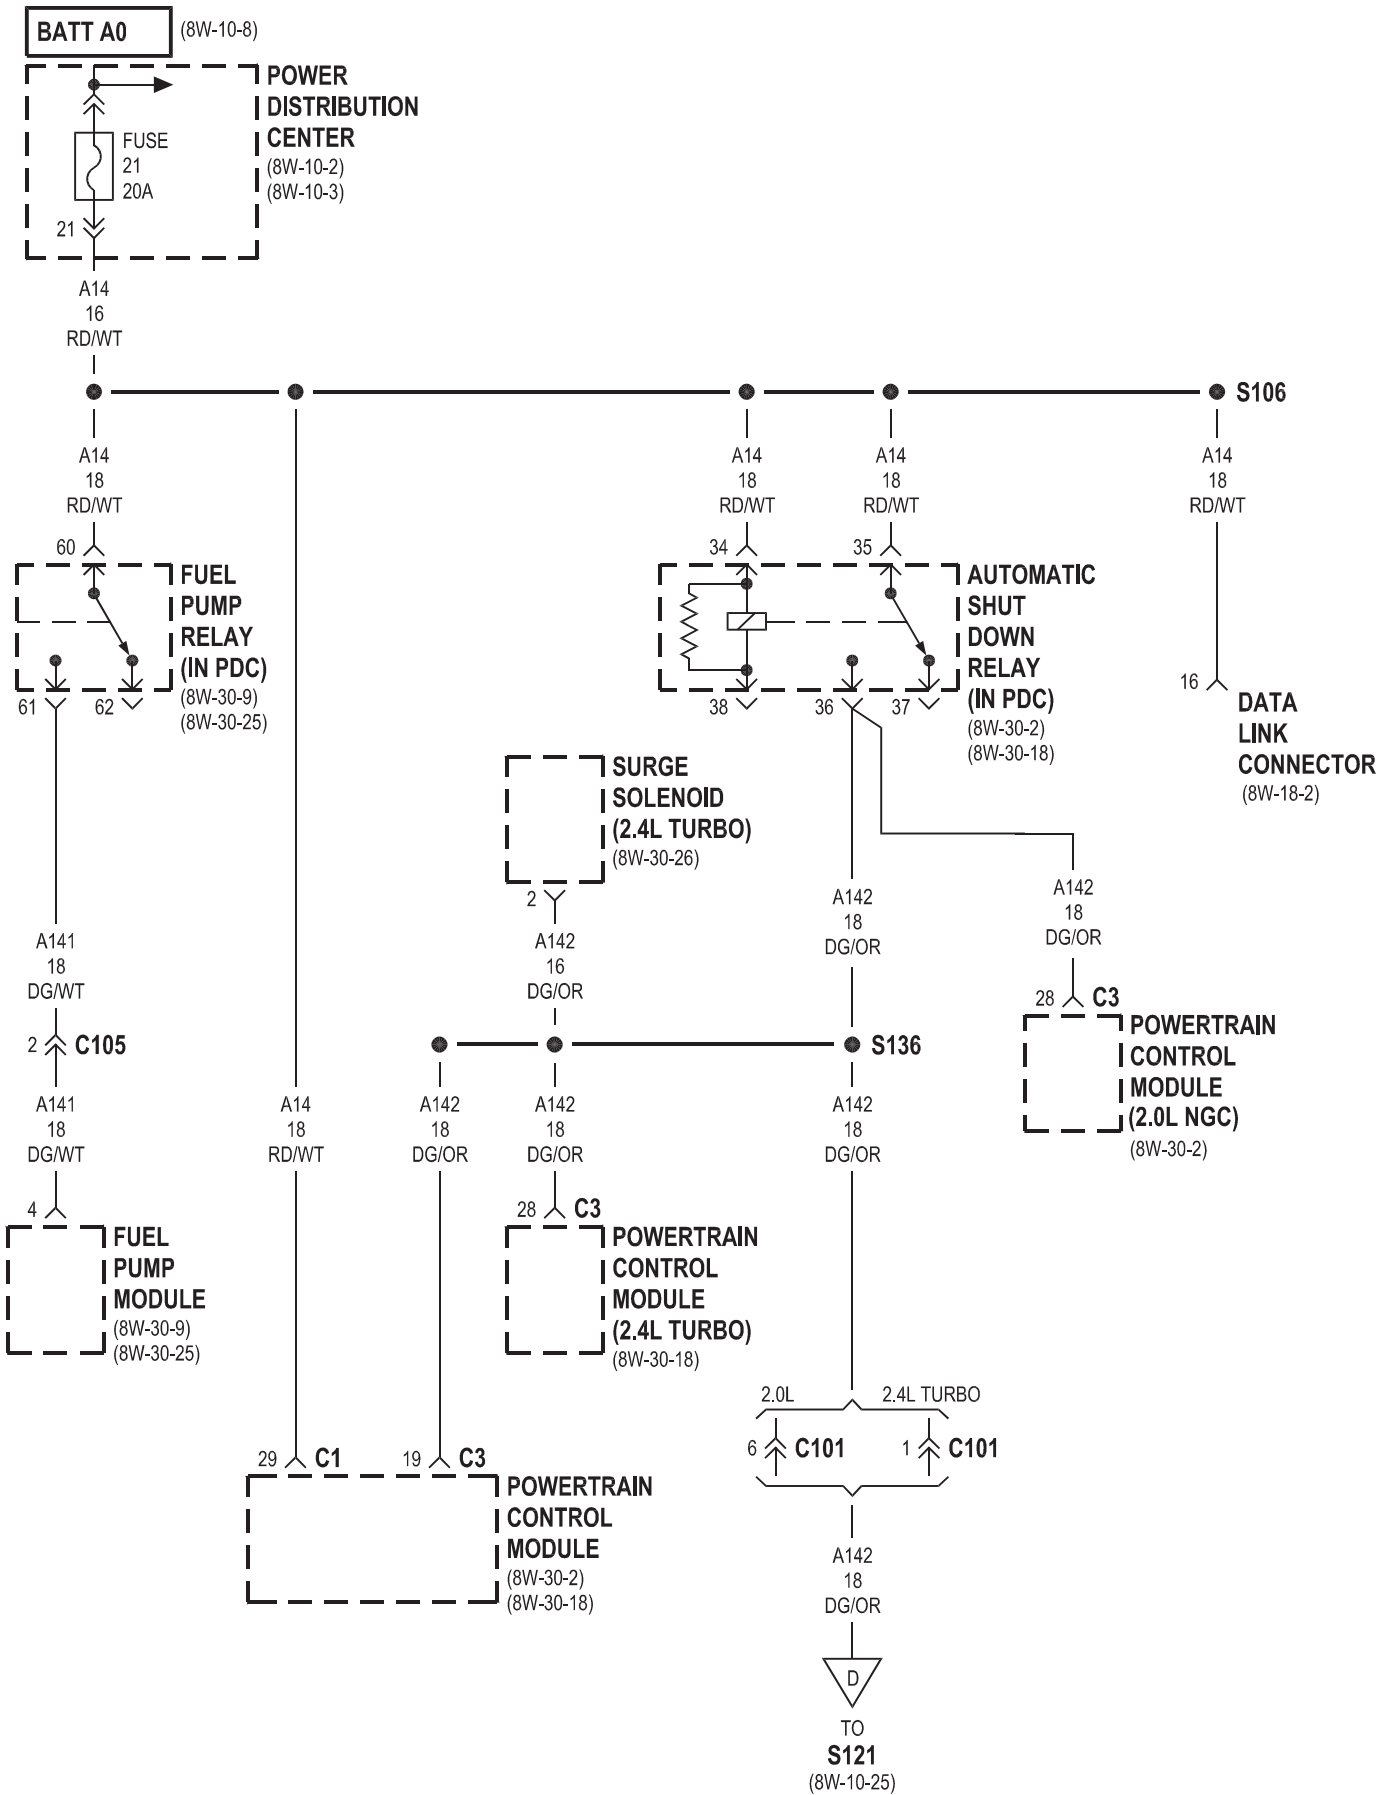 BATT A0
(8W-10-8)
POWER
DISTRIBUTION
CENTER
(8W-10-2)
(8W-10-3)
FUSE
21
20A
21
A14
16
RD/WT
S106
A14
18
RD/WT
A14
18
RD/WT
A14
18
RD/WT
A14
18
RD/WT
60
FUEL
PUMP
RELAY
(IN PDC)
(8W-30-9)
(8W-30-25)
61
62
34
35
AUTOMATIC
SHUT
DOWN
RELAY
(IN PDC)
(8W-30-2)
(8W-30-18)
38
36
37
16
DATA
LINK
CONNECTOR
(8W-18-2)
SURGE
SOLENOID
(2.4L TURBO)
(8W-30-26)
2
A142
16
DG/OR
A142
18
DG/OR
A142
18
DG/OR
28
C3
POWERTRAIN
CONTROL
MODULE
(2.0L NGC)
(8W-30-2)
A141
18
DG/WT
2
C105
S136
A141
18
DG/WT
A14
18
RD/WT
A142
18
DG/OR
A142
18
DG/OR
A142
18
DG/OR
4
FUEL
PUMP
MODULE
(8W-30-9)
(8W-30-25)
28
C3
POWERTRAIN
CONTROL
MODULE
(2.4L TURBO)
(8W-30-18)
2.0L
2.4L TURBO
6
C101
1
C101
29
C1
19
C3
POWERTRAIN
CONTROL
MODULE
(8W-30-2)
(8W-30-18)
A142
18
DG/OR
D
TO
S121
(8W-10-25)